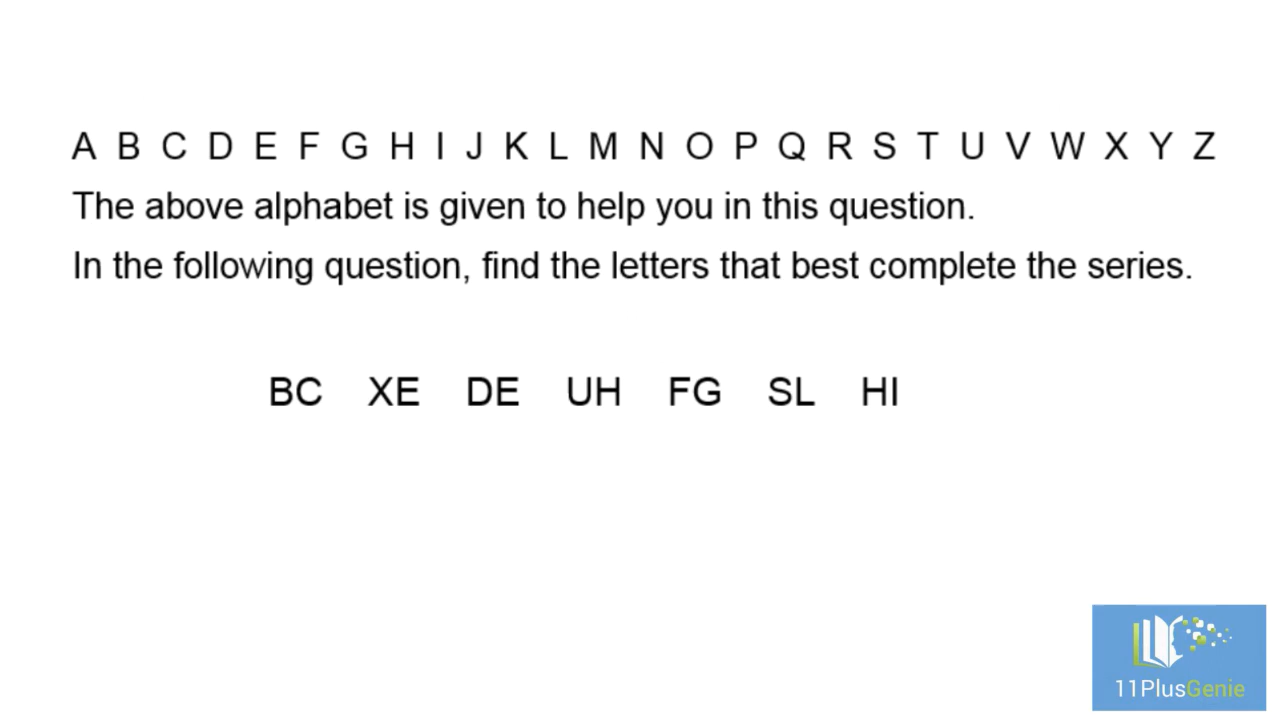 A B C D E F G H I J K L M N O P Q R S T U V W X Y Z
The above alphabet is given to help you in this question.
In the following question, find the letters that best complete the series.
BC XE DE UH FG SL HI
11PlusGenie